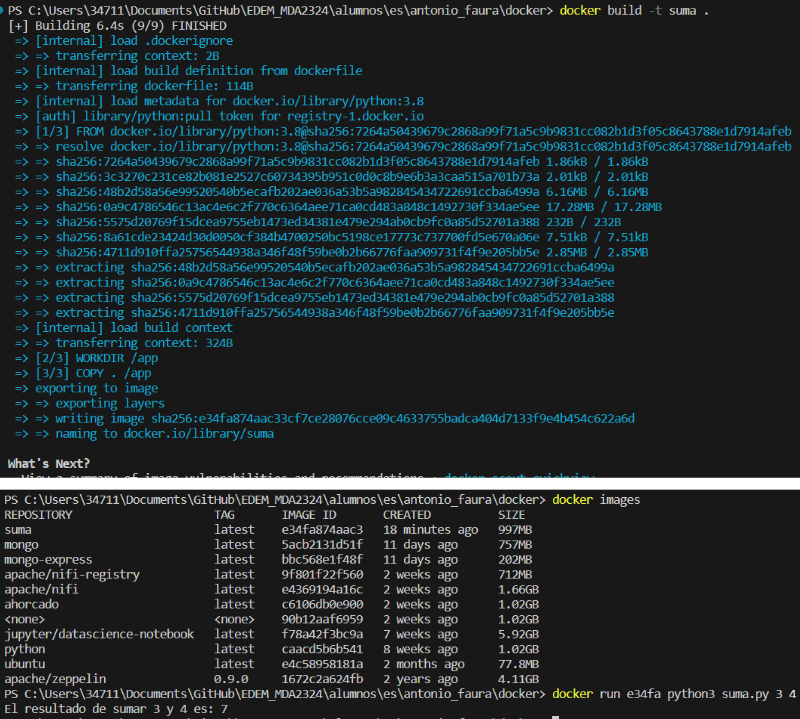 PS C:\Users\34711\Documents\GitHub\EDEM_MDA2324\alumnos\es\antonio_faura\docker> docker build -t suma .
[+] Building 6.4s (9/9) FINISHED
=> [internal] load .dockerignore
=> => transferring context: 2B
=> [internal] load build definition from dockerfile
=> => transferring dockerfile: 114B
=> [internal] load metadata for docker.io/library/python:3.8
=> [auth] library/python:pull token for registry-1.docker.io
=> [1/3] FROM docker.io/library/python:3.8@sha256:7264a50439679c2868a99f71a5c9b9831cc082b1d3f05c8643788e1d7914afeb
=> => resolve docker.io/library/python:3.8@sha256:7264a50439679c2868a99f71a5c9b9831cc082b1d3f05c8643788e1d7914afeb
=> => sha256:7264a50439679c2868a99f71a5c9b9831cc082b1d3f05c8643788e1d7914afeb 1.86kB / 1.86kB
=> => sha256:3c3270c231ce82b081e2527c60734395b951c0d0c8b9e6b3a3caa515a701b73a 2.01kB / 2.01kB
=> => sha256:48b2d58a56e99520540b5ecafb202ae036a53b5a982845434722691ccba6499a 6.16MB / 6.16MB
=> => sha256:0a9c4786546c13ac4e6c2f770c6364aee71ca0cd483a848c1492730f334ae5ee 17.28MB / 17.28MB
=> => sha256:5575d20769f15dcea9755eb1473ed34381e479e294ab0cb9fc0a85d52701a388 232B / 232B
=> => sha256:8a61cde23424d30d0050cf384b4700250bc5198ce17773c737700fd5e670a06e 7.51kB / 7.51kB
=> => sha256:4711d910ffa25756544938a346f48f59be0b2b66776faa909731f4f9e205bb5e 2.85MB / 2.85MB
=> => extracting sha256:48b2d58a56e99520540b5ecafb202ae036a53b5a982845434722691ccba6499a
=> => extracting sha256:0a9c4786546c13ac4e6c2f770c6364aee71ca0cd483a848c1492730f334ae5ee
=> => extracting sha256:5575d20769f15dcea9755eb1473ed34381e479e294ab0cb9fc0a85d52701a388
=> => extracting sha256:4711d910ffa25756544938a346f48f59be0b2b66776faa909731f4f9e205bb5e
=> [internal] load build context
=> => transferring context: 324B
=> [2/3] WORKDIR /app
=> [3/3] COPY . /app
=> exporting to image
=> => exporting layers
=> => writing image sha256:e34fa874aac33cf7ce28076cce09c4633755badca404d7133f9e4b454c622a6d
=> => naming to docker.io/library/suma
What's Next?
View a summary of image vulnerabilities and recommendations → docker scout quickview
PS C:\Users\34711\Documents\GitHub\EDEM_MDA2324\alumnos\es\antonio_faura\docker> docker images
REPOSITORY TAG IMAGE ID CREATED SIZE
suma latest e34fa874aac3 18 minutes ago 997MB
mongo latest 5acb2131d51f 11 days ago 757MB
mongo-express latest bbc568e1f48f 11 days ago 202MB
apache/nifi-registry latest 9f801f22f560 2 weeks ago 712MB
apache/nifi latest e4369194a16c 2 weeks ago 1.66GB
ahorcado latest c6106db0e900 2 weeks ago 1.02GB
<none> <none> 90b12aaf6959 2 weeks ago 1.02GB
jupyter/datascience-notebook latest f78a42f3bc9a 7 weeks ago 5.92GB
python latest caacd5b6b541 8 weeks ago 1.02GB
ubuntu latest e4c58958181a 2 months ago 77.8MB
apache/zeppelin 0.9.0 1672c2a624fb 2 years ago 4.11GB
PS C:\Users\34711\Documents\GitHub\EDEM_MDA2324\alumnos\es\antonio_faura\docker> docker run e34fa python3 suma.py 3 4
El resultado de sumar 3 y 4 es: 7